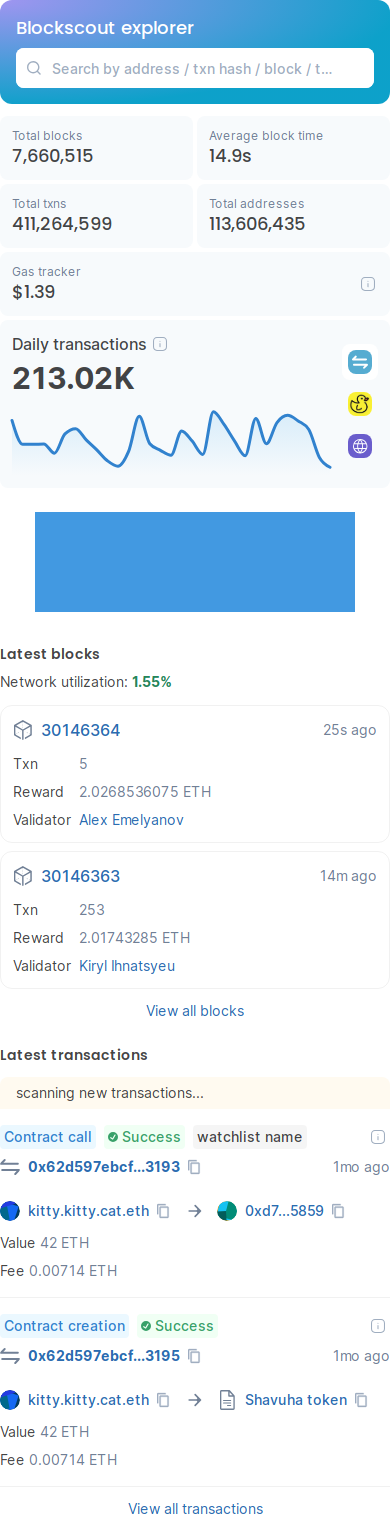 Blockscout explorer
Search by address / txn hash / block / t...
Total blocks
7,660,515
Average block time
14.9s
Total txns
411,264,599
Total addresses
113,606,435
Gas tracker
$1.39
Daily transactions
213.02K
Latest blocks
Network utilization: 1.55%
30146364 25s ago
Txn 5
Reward 2.0268536075 ETH
Validator Alex Emelyanov
30146363 14m ago
Txn 253
Reward 2.01743285 ETH
Validator Kiryl Ihnatsyeu
View all blocks
Latest transactions
scanning new transactions...
Contract call Success watchlist name
0x62d597ebcf...3193 1mo ago
kitty.kitty.cat.eth → 0xd7...5859
Value 42 ETH
Fee 0.00714 ETH
Contract creation Success
0x62d597ebcf...3195 1mo ago
kitty.kitty.cat.eth → Shavuha token
Value 42 ETH
Fee 0.00714 ETH
View all transactions